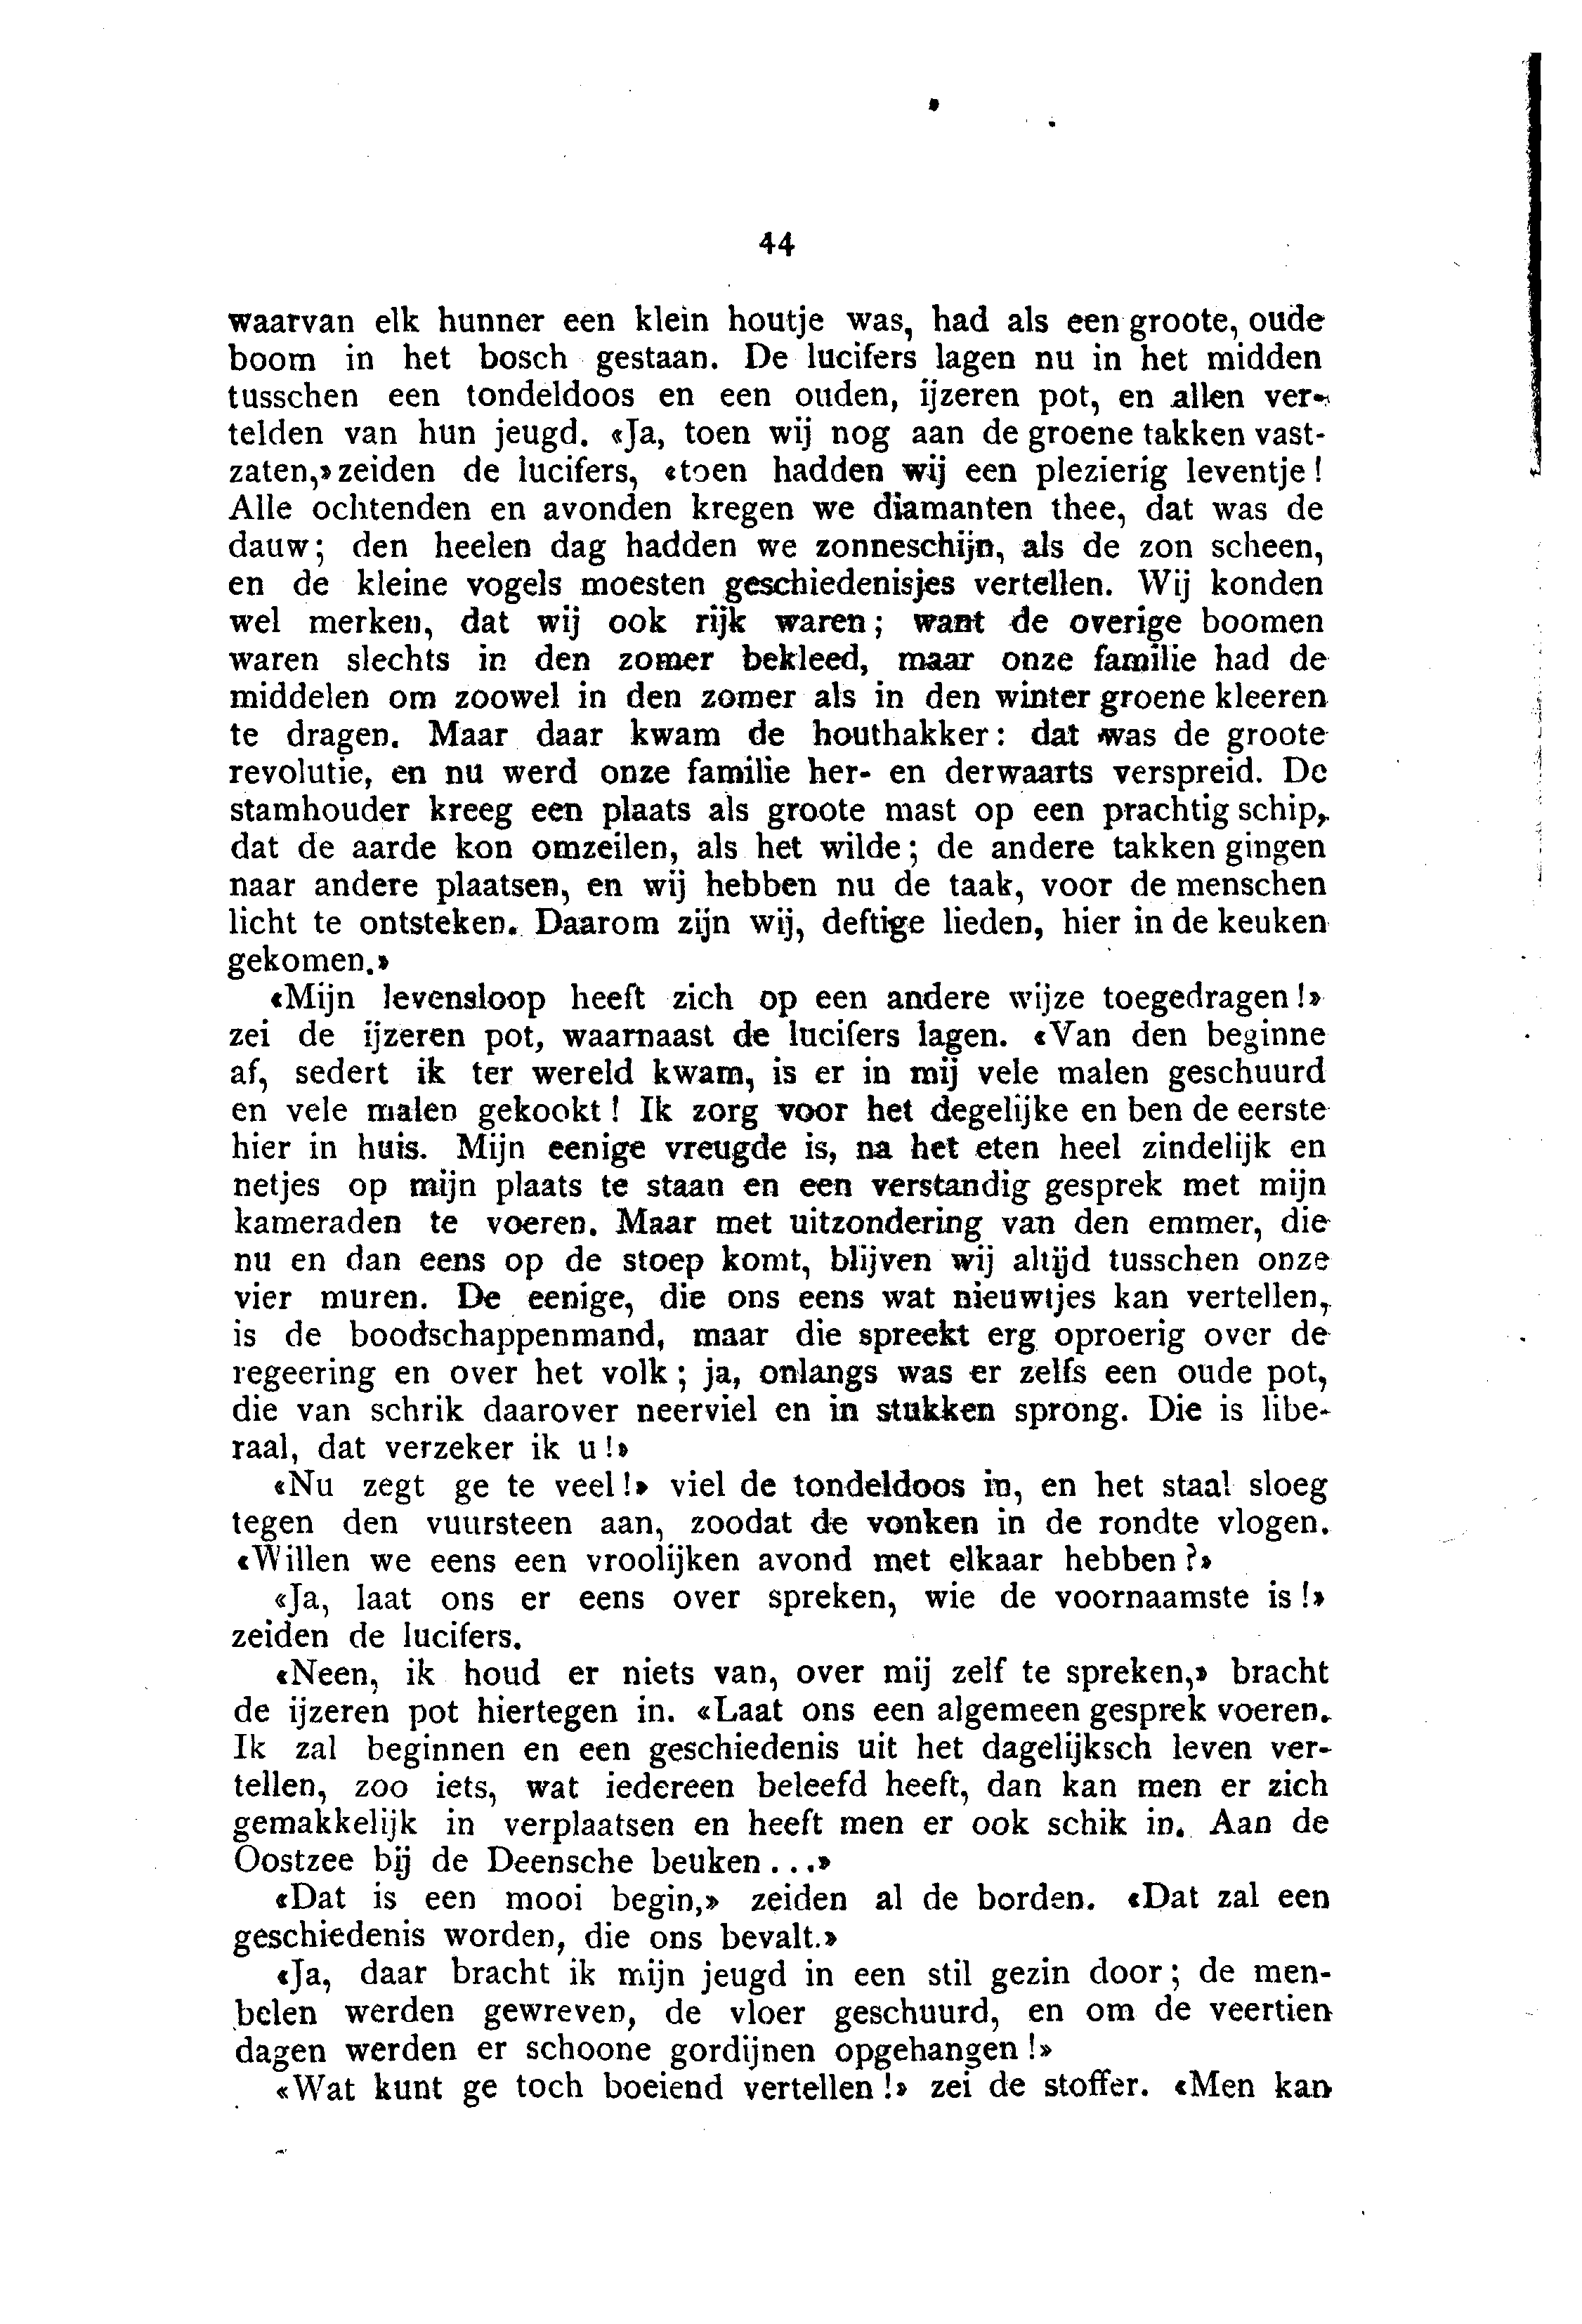 44
waarvan elk hunner een klein houtje was, had als een groote, oude
boom in het bosch gestaan. De lucifers lagen nu in het midden
tusschen een tondeldoos en een ouden, ijzeren pot, en allen ver-
telden van hun jeugd. «Ja, toen wij nog aan de groene takken vast-
zaten,» zeiden de lucifers, «toen hadden wij een plezierig leventje!
Alle ochtenden en avonden kregen we diamanten thee, dat was de
dauw; den heelen dag hadden we zonneschijn, als de zon scheen,
en de kleine vogels moesten geschiedenisjes vertellen. Wij konden
wel merken, dat wij ook rijk waren; want de overige boomen
waren slechts in den zomer bekleed, maar onze familie had de
middelen om zoowel in den zomer als in den winter groene kleeren
te dragen. Maar daar kwam de houthakker: dat was de groote
revolutie, en nu werd onze familie her- en derwaarts verspreid. De
stamhouder kreeg een plaats als groote mast op een prachtig schip,
dat de aarde kon omzeilen, als het wilde; de andere takken gingen
naar andere plaatsen, en wij hebben nu de taak, voor de menschen
licht te ontsteken. Daarom zijn wij, deftige lieden, hier in de keuken
gekomen.»
«Mijn levensloop heeft zich op een andere wijze toegedragen!»
zei de ijzeren pot, waarnaast de lucifers lagen. «Van den beginne
af, sedert ik ter wereld kwam, is er in mij vele malen geschuurd
en vele malen gekookt! Ik zorg voor het degelijke en ben de eerste
hier in huis. Mijn eenige vreugde is, na het eten heel zindelijk en
netjes op mijn plaats te staan en een verstandig gesprek met mijn
kameraden te voeren. Maar met uitzondering van den emmer, die
nu en dan eens op de stoep komt, blijven wij altijd tusschen onze
vier muren. De eenige, die ons eens wat nieuwtjes kan vertellen,
is de boodschappenmand, maar die spreekt erg oproerig over de
regeering en over het volk; ja, onlangs was er zelfs een oude pot,
die van schrik daarover neerviel en in stukken sprong. Die is libe-
raal, dat verzeker ik u!»
«Nu zegt ge te veel!» viel de tondeldoos in, en het staal sloeg
tegen den vuursteen aan, zoodat de vonken in de rondte vlogen.
«Willen we eens een vroolijken avond met elkaar hebben?»
«Ja, laat ons er eens over spreken, wie de voornaamste is!»
zeiden de lucifers.
«Neen, ik houd er niets van, over mij zelf te spreken,» bracht
de ijzeren pot hiertegen in. «Laat ons een algemeen gesprek voeren.
Ik zal beginnen en een geschiedenis uit het dagelijksch leven ver-
tellen, zoo iets, wat iedereen beleefd heeft, dan kan men er zich
gemakkelijk in verplaatsen en heeft men er ook schik in. Aan de
Oostzee bij de Deensche beuken...»
«Dat is een mooi begin,» zeiden al de borden. «Dat zal een
geschiedenis worden, die ons bevalt.»
«Ja, daar bracht ik mijn jeugd in een stil gezin door; de men-
belen werden gewreven, de vloer geschuurd, en om de veertien
dagen werden er schoone gordijnen opgehangen!»
«Wat kunt ge toch boeiend vertellen!» zei de stoffer. «Men kan